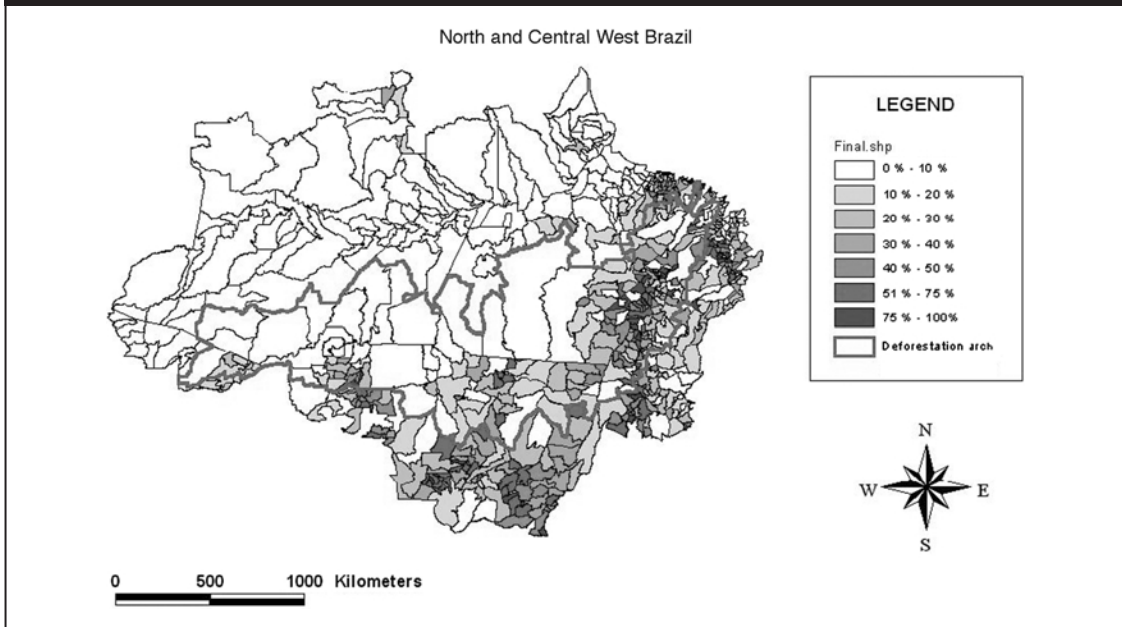 North and Central West Brazil
LEGEND
Final.shp
0 % - 10 %
10 % - 20 %
20 % - 30 %
30 % - 40 %
40 % - 50 %
51 % - 75 %
75 % - 100%
Deforestation arch
N
W E
S
0 500 1000 Kilometers